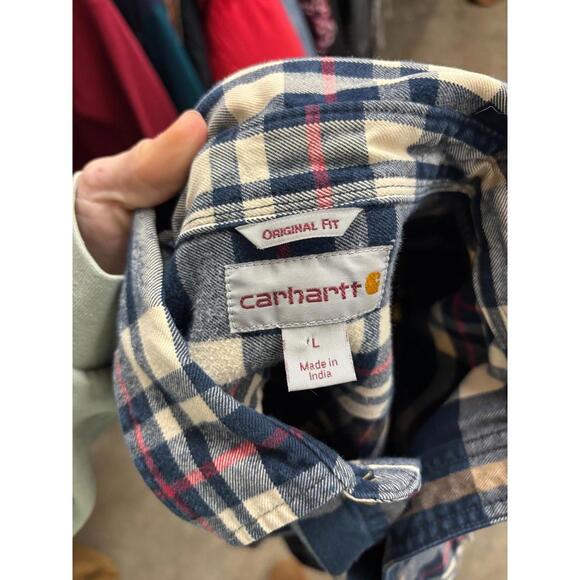 ORIGINAL FIT
carhartt
L
Made in
India